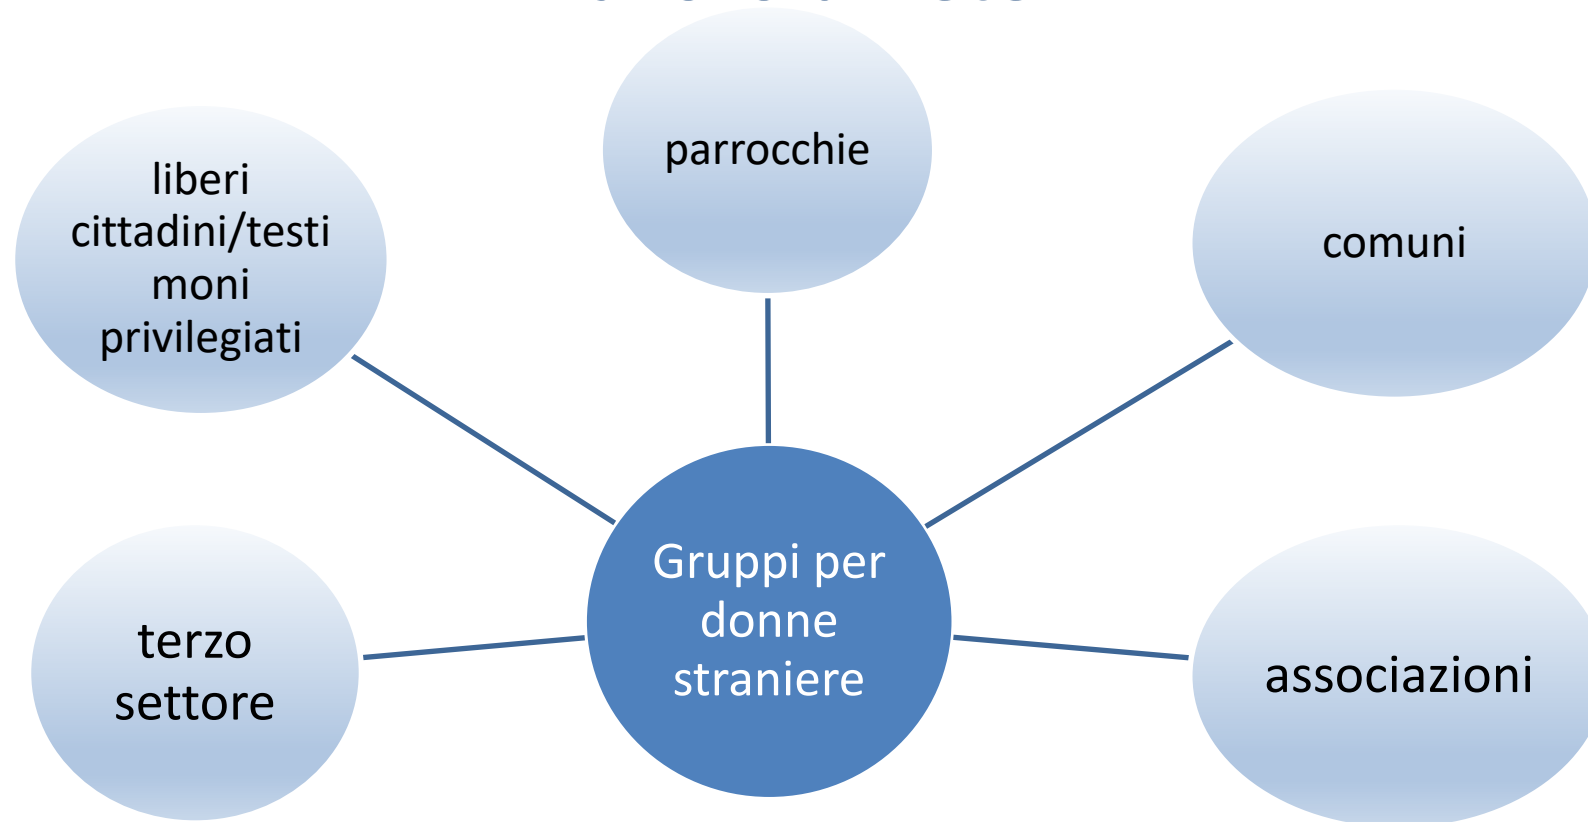 parrocchie
liberi
cittadini/testi
moni
privilegiati
comuni
Gruppi per
donne
straniere
terzo
settore
associazioni